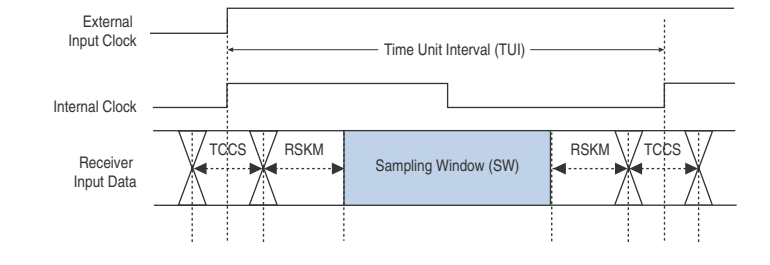 External
Input Clock
Time Unit Interval (TUI)
Internal Clock
Receiver
Input Data
TCCS
RSKM
Sampling Window (SW)
RSKM
TCCS